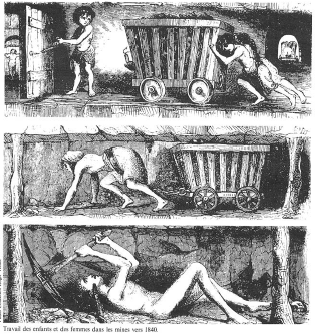 Travail des enfants et des femmes dans les mines vers 1840.